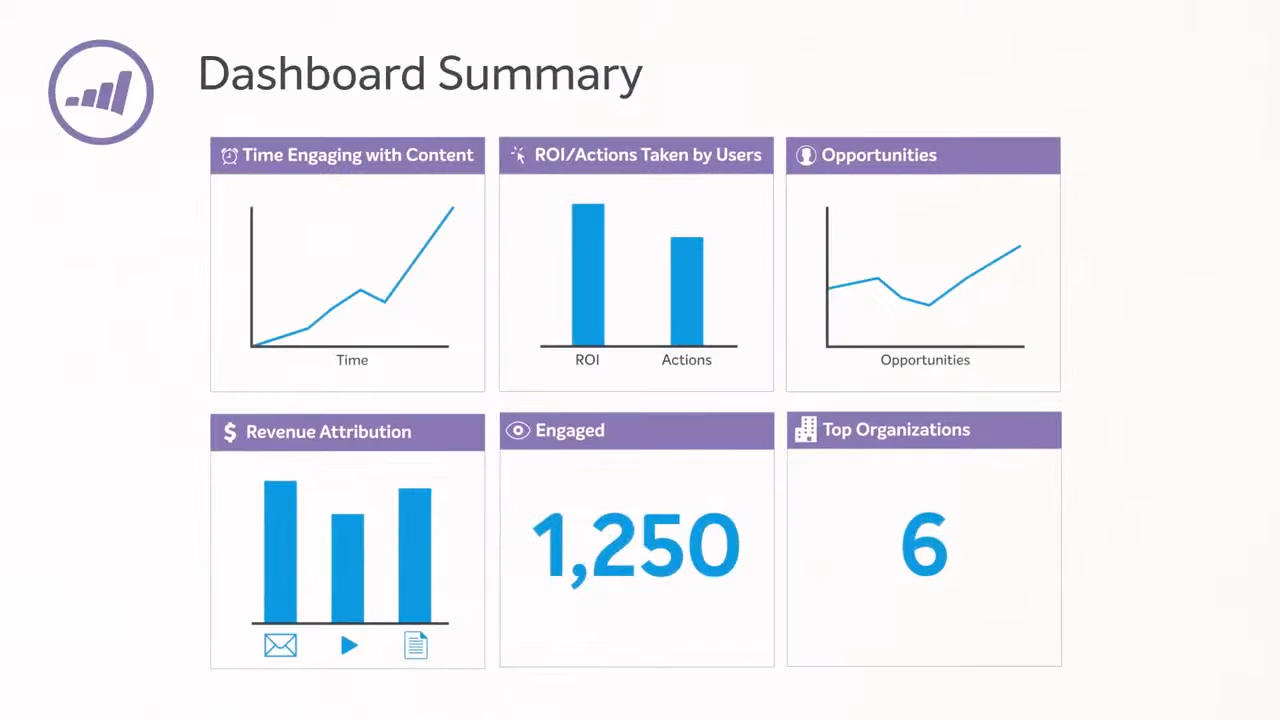 Dashboard Summary
Time Engaging with Content
Time
ROI/Actions Taken by Users
ROI
Actions
Opportunities
Opportunities
$ Revenue Attribution
Engaged
1,250
Top Organizations
6